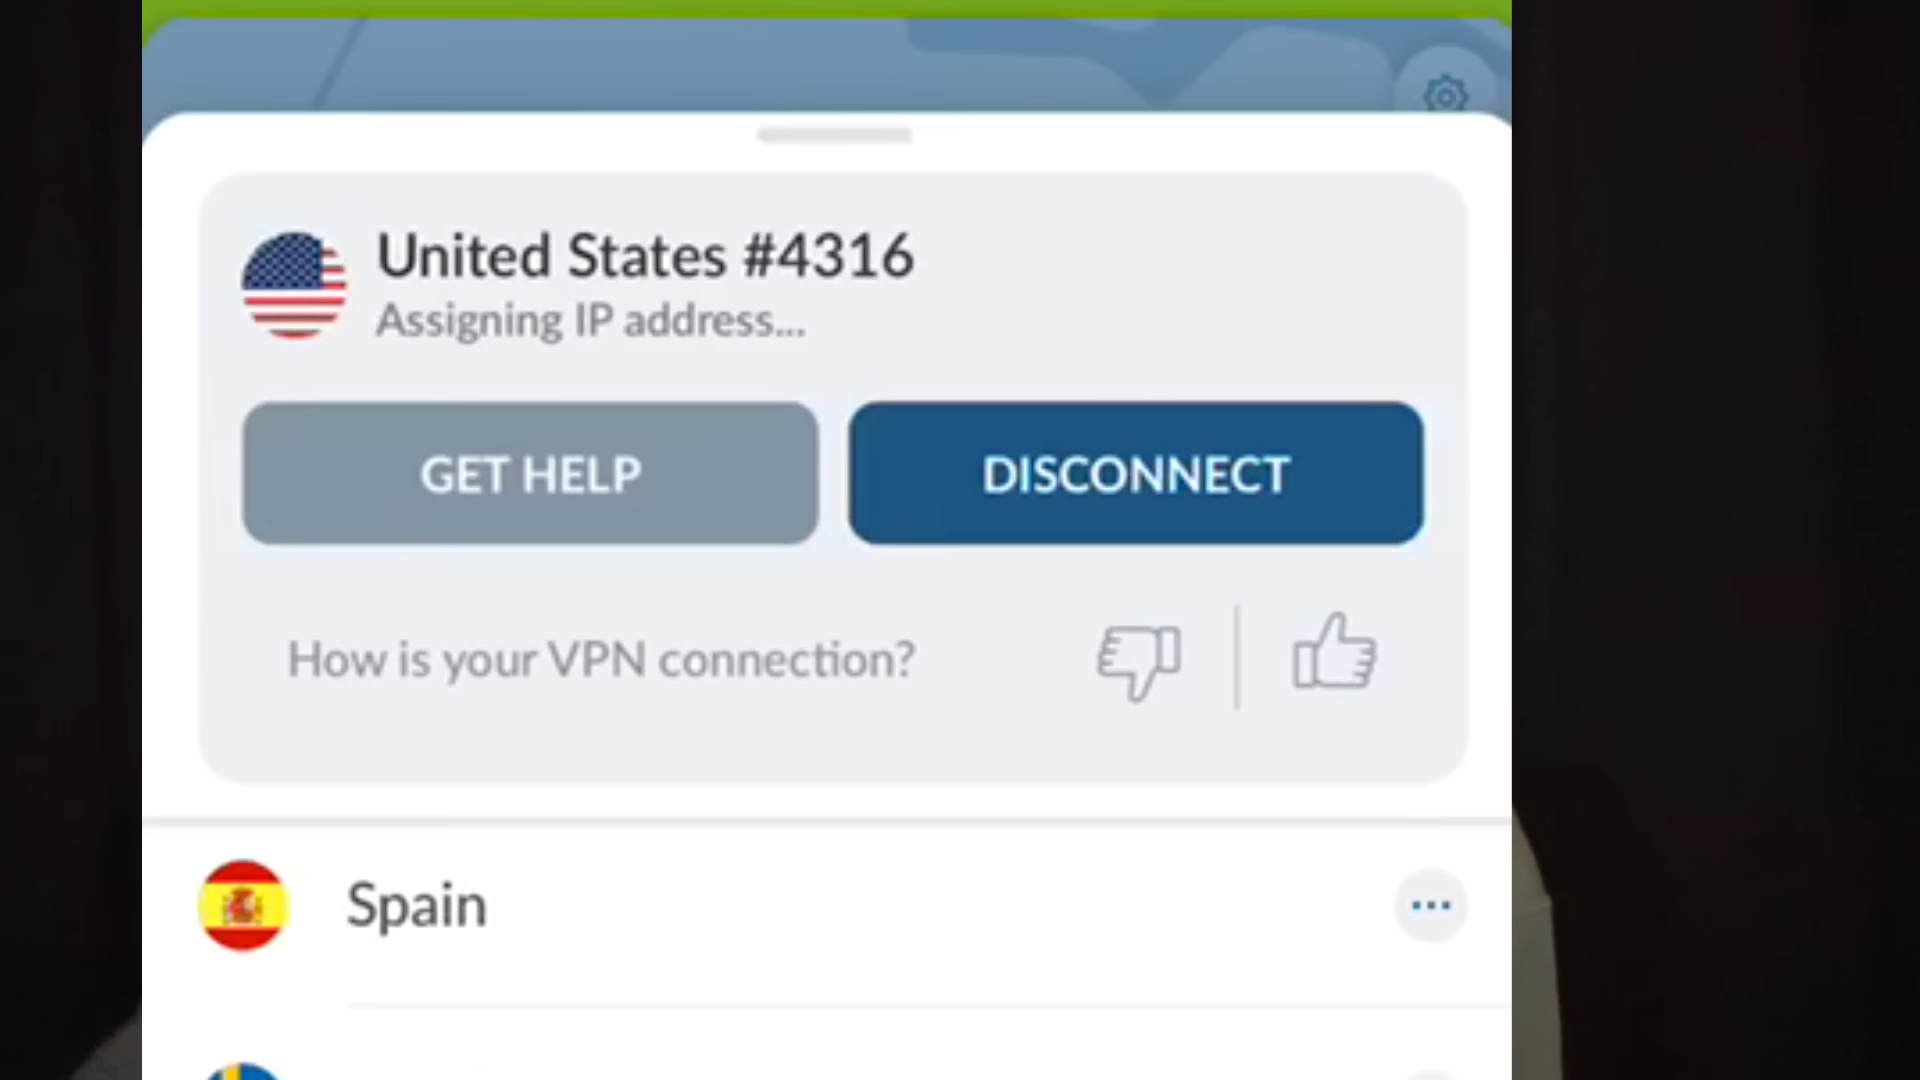 United States #4316
Assigning IP address...
GET HELP
DISCONNECT
How is your VPN connection?
Spain